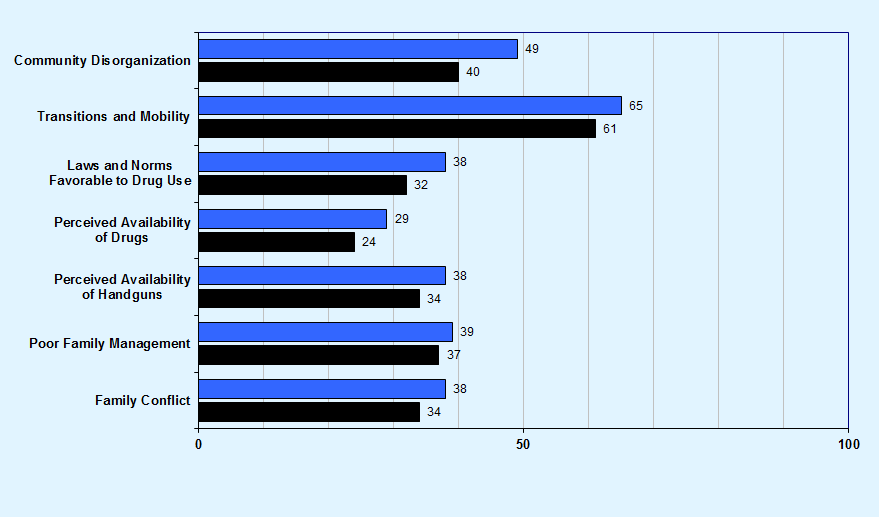 Community Disorganization
49
40
Transitions and Mobility
65
61
Laws and Norms
Favorable to Drug Use
38
32
Perceived Availability
of Drugs
29
24
Perceived Availability
of Handguns
38
34
Poor Family Management
39
37
Family Conflict
38
34
0 50 100